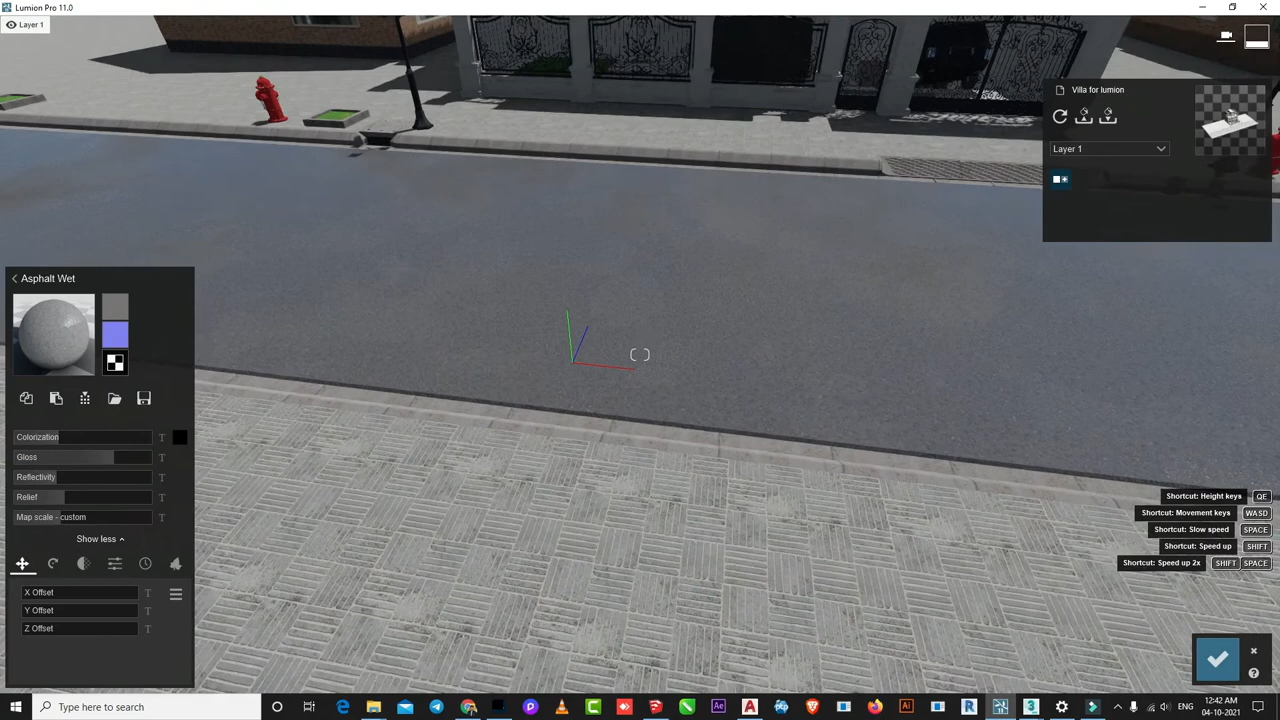 Lumion Pro 11.0
Layer 1
Villa for lumion
Layer 1
Asphalt Wet
Colorization T
Gloss T
Reflectivity T
Relief T
Map scale - custom T
Show less
X Offset T
Y Offset T
Z Offset T
Shortcut: Height keys QE
Shortcut: Movement keys WASD
Shortcut: Slow speed SPACE
Shortcut: Speed up SHIFT
Shortcut: Speed up 2x SHIFT SPACE
Type here to search
Ae
A
Ai
R
3
ENG
12:42 AM
04-10-2021